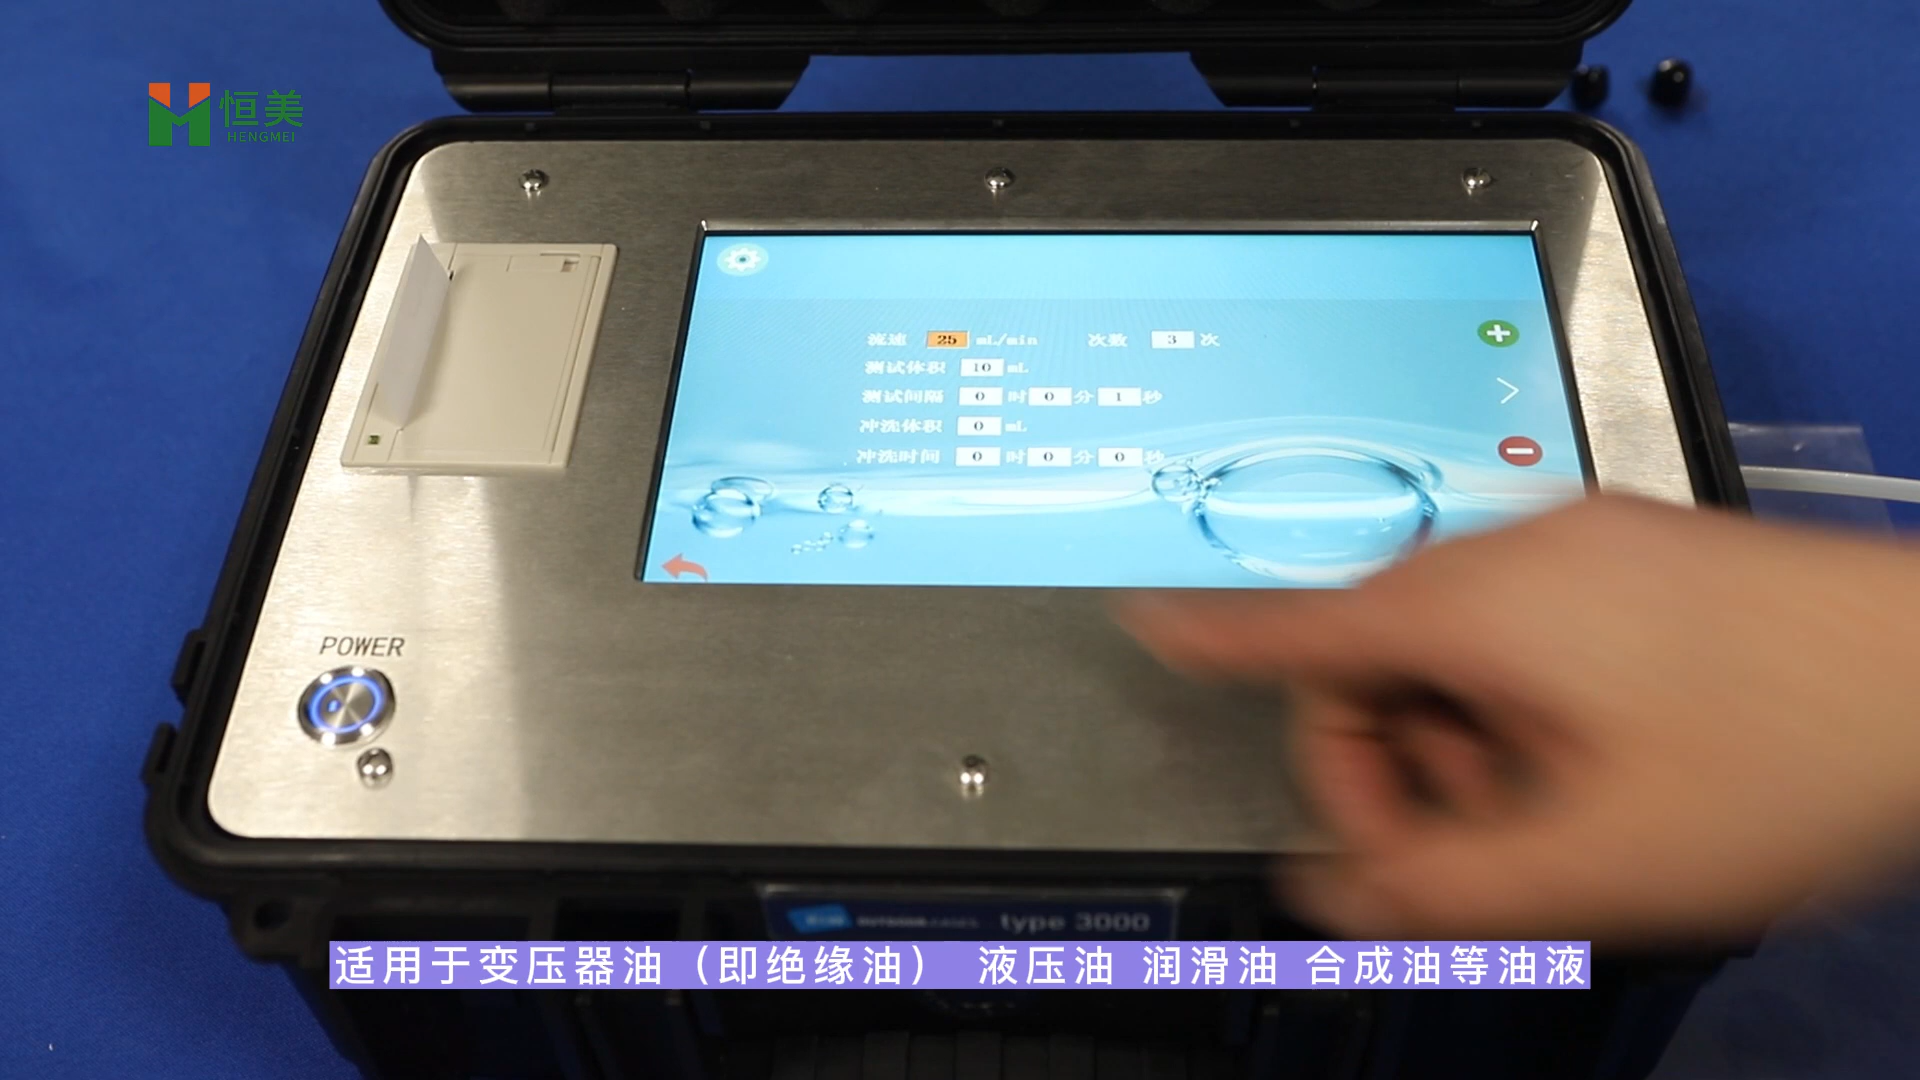 恒美
HENGMEI
流速 25 mL/min 次数 3 次
测试体积 10 mL
测试间隔 0 时 0 分 1 秒
冲洗体积 0 mL
冲洗时间 0 时 0 分 0 秒
POWER
OUTDOOR CASES type 3000
适用于变压器油（即绝缘油） 液压油 润滑油 合成油等油液